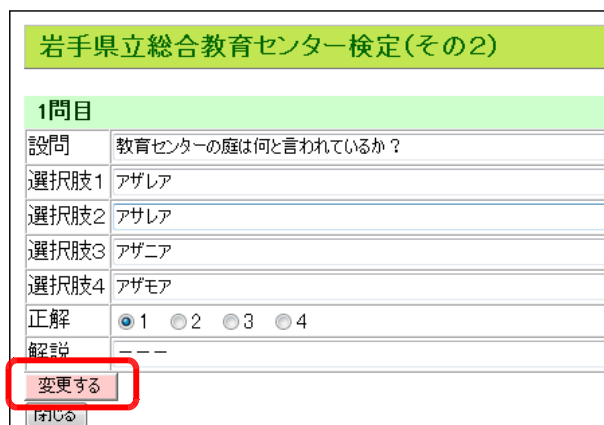 岩手県立総合教育センター検定(その2)
1問目
設問 教育センターの庭は何と言われているか？
選択肢1 アザレア
選択肢2 アサレア
選択肢3 アザニア
選択肢4 アザモア
正解 1 2 3 4
解説 ーーー
変更する
閉じる